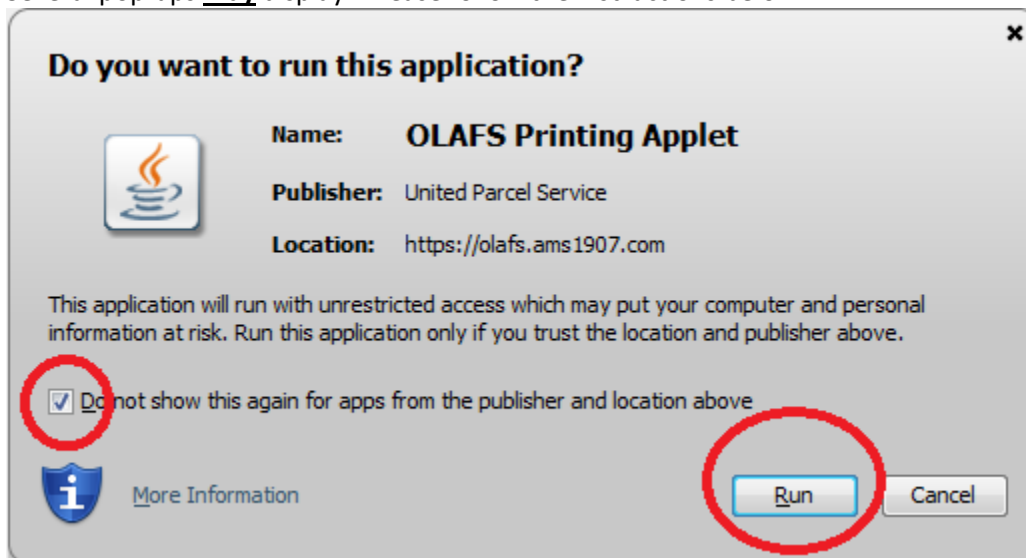 Do you want to run this application?
Name: OLAFS Printing Applet
Publisher: United Parcel Service
Location: https://olafs.ams1907.com
This application will run with unrestricted access which may put your computer and personal
information at risk. Run this application only if you trust the location and publisher above.
Do not show this again for apps from the publisher and location above
More Information
Run Cancel